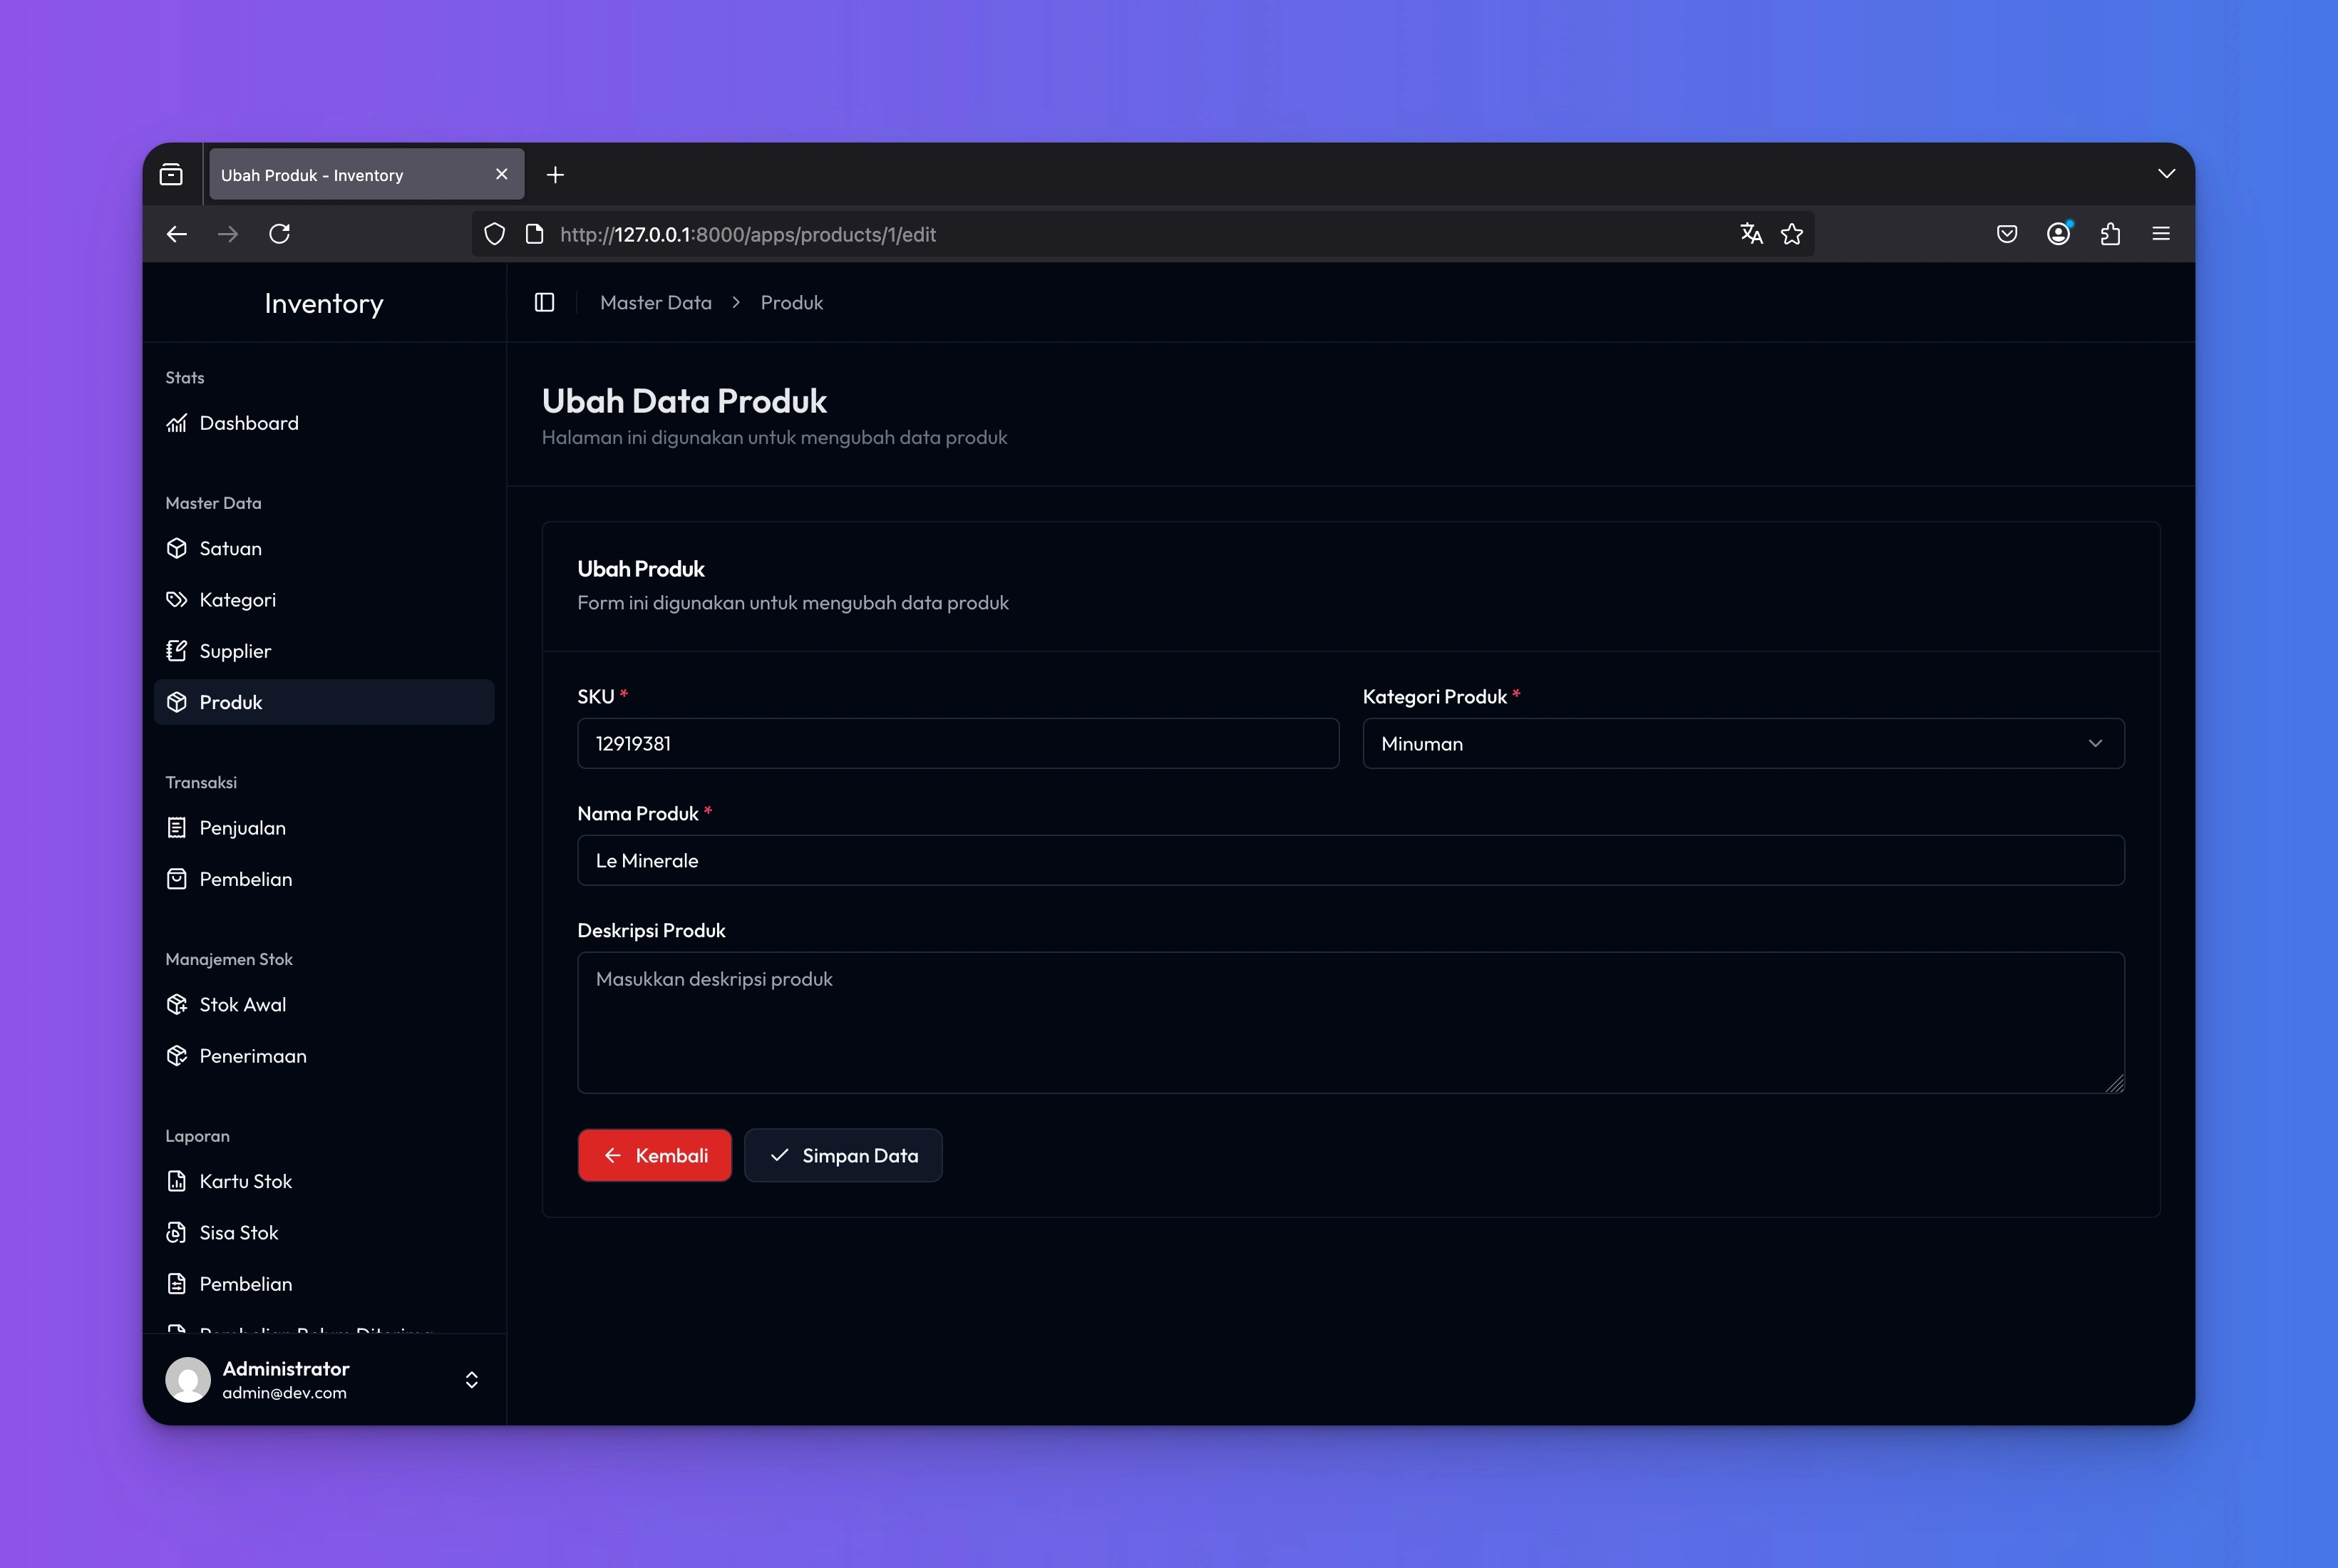 Ubah Produk - Inventory
http://127.0.0.1:8000/apps/products/1/edit
Inventory
Stats
Dashboard
Master Data
Satuan
Kategori
Supplier
Produk
Transaksi
Penjualan
Pembelian
Manajemen Stok
Stok Awal
Penerimaan
Laporan
Kartu Stok
Sisa Stok
Pembelian
Administrator
admin@dev.com
Master Data > Produk
Ubah Data Produk
Halaman ini digunakan untuk mengubah data produk
Ubah Produk
Form ini digunakan untuk mengubah data produk
SKU *
12919381
Kategori Produk *
Minuman
Nama Produk *
Le Minerale
Deskripsi Produk
Masukkan deskripsi produk
Kembali
Simpan Data